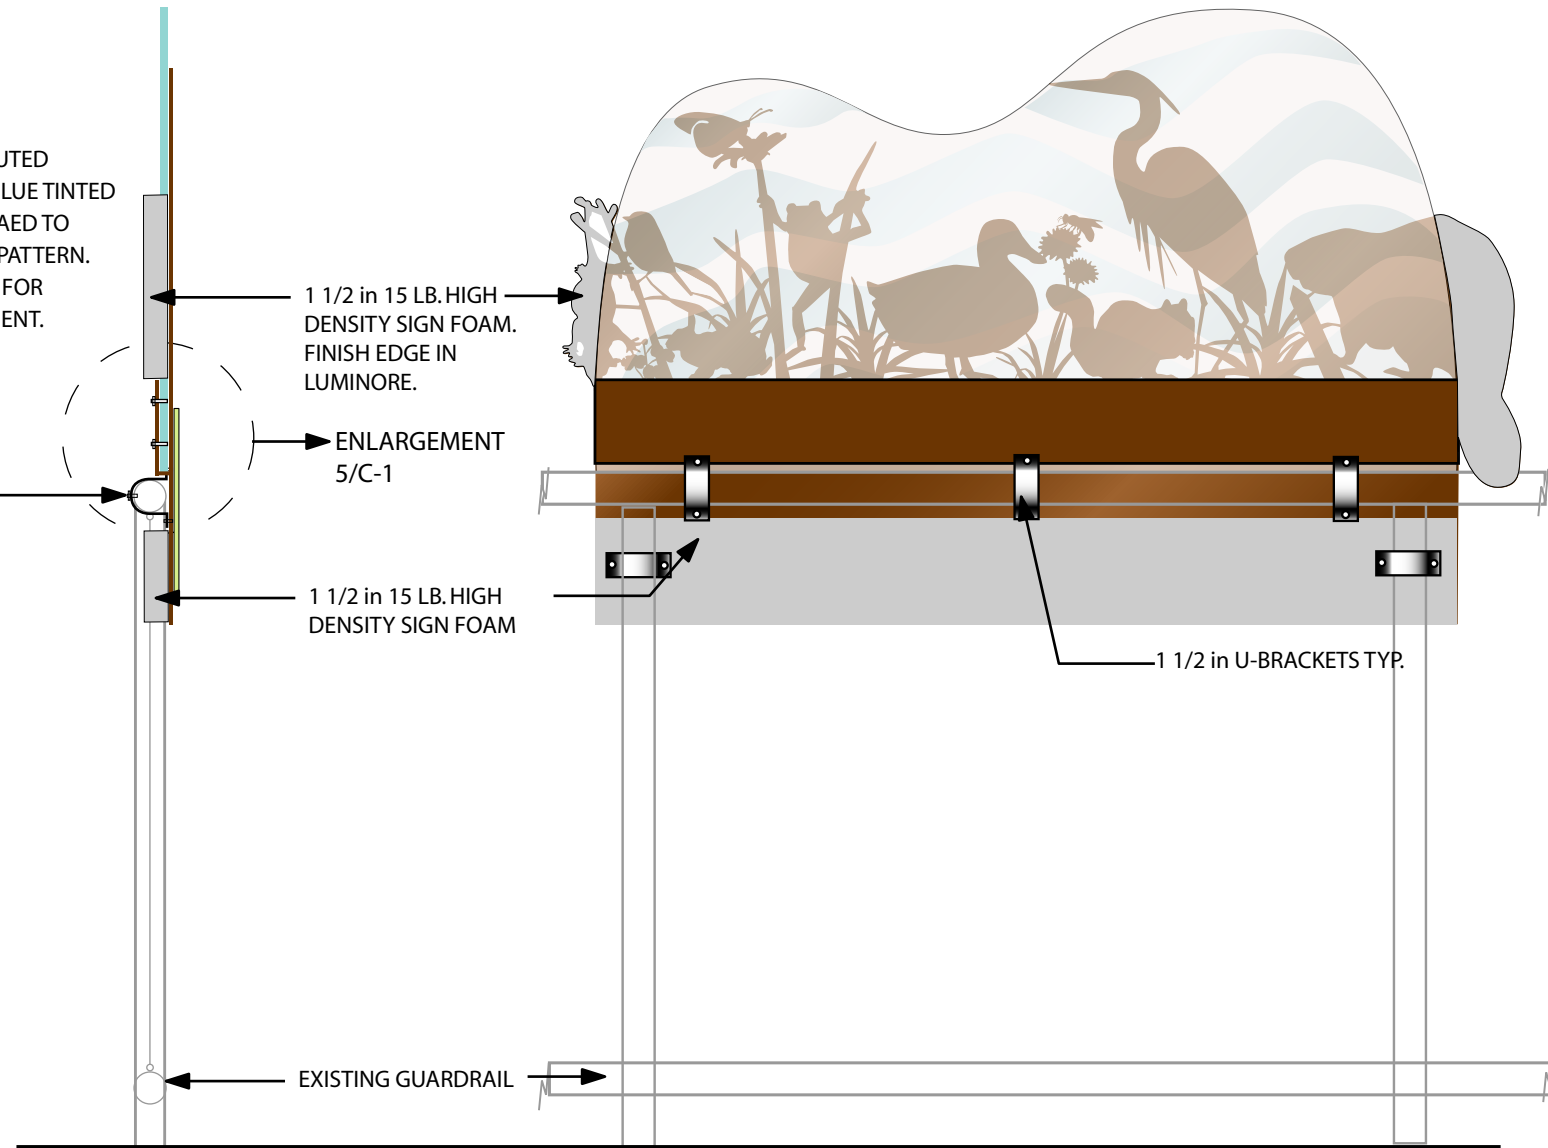 LUE TINTED
AED TO
PATTERN.
FOR
1 1/2 in 15 LB. HIGH
DENSITY SIGN FOAM.
FINISH EDGE IN
LUMINORE.
ENLARGEMENT
5/C-1
1 1/2 in 15 LB. HIGH
DENSITY SIGN FOAM
1 1/2 in U-BRACKETS TYP.
EXISTING GUARDRAIL